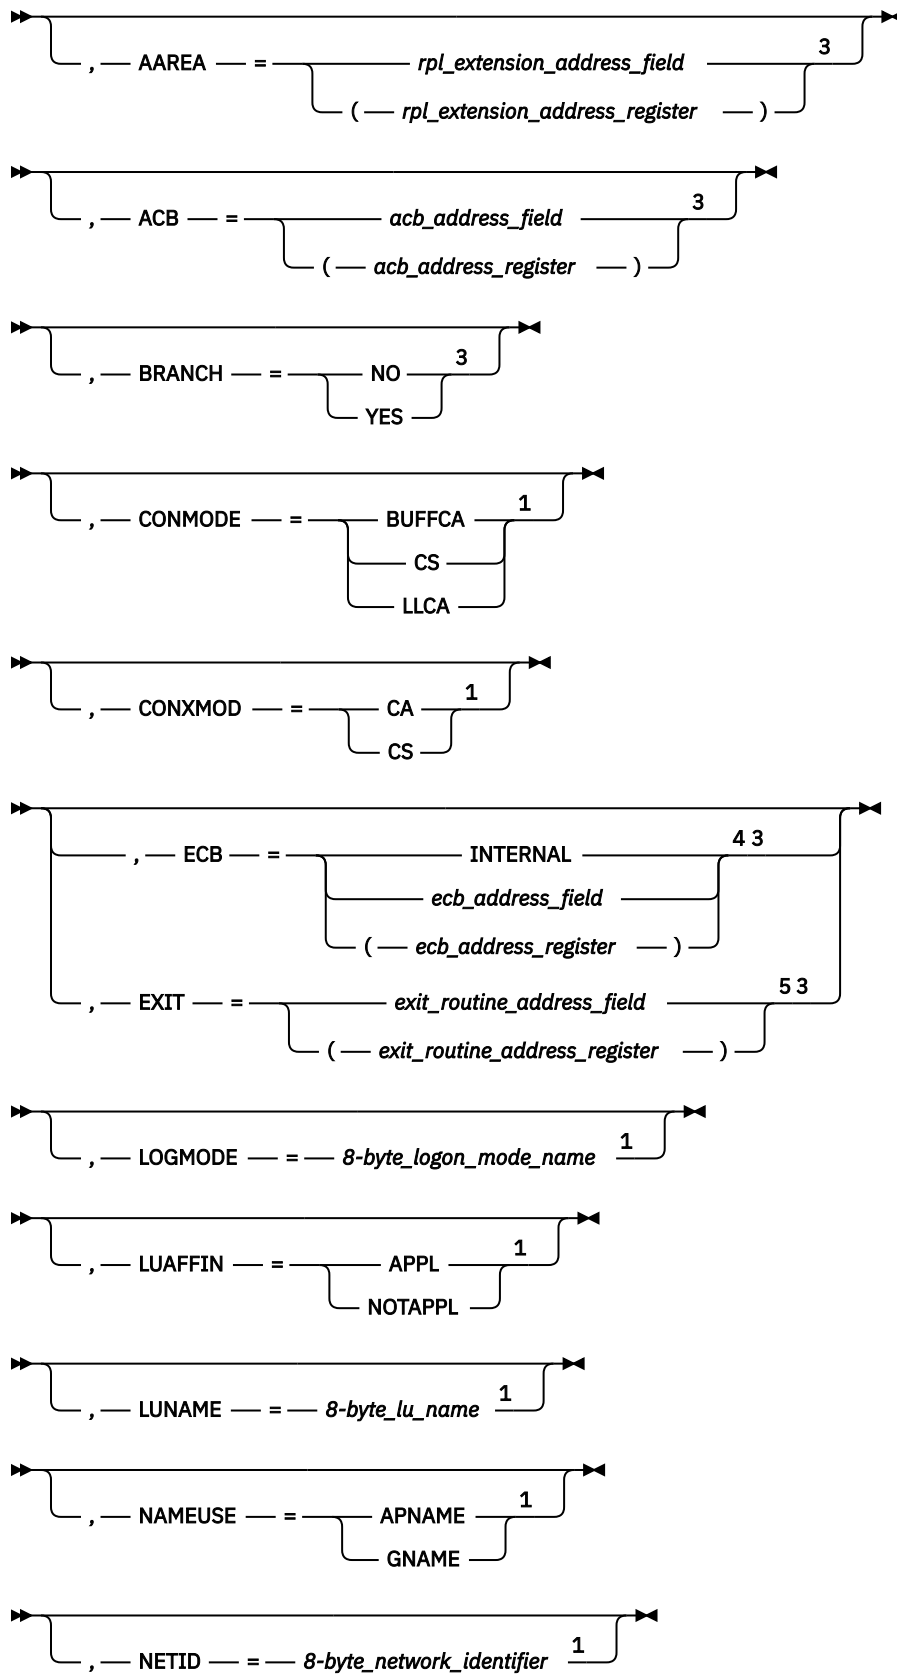 3
, AAREA = rpl_extension_address_field
( rpl_extension_address_register )
3
, ACB = acb_address_field
( acb_address_register )
3
, BRANCH = NO
YES
1
, CONMODE = BUFFCA
CS
LLCA
1
, CONXMOD = CA
CS
4 3
, ECB = INTERNAL
ecb_address_field
( ecb_address_register )
5 3
, EXIT = exit_routine_address_field
( exit_routine_address_register )
1
, LOGMODE = 8-byte_logon_mode_name
1
, LUAFFIN = APPL
NOTAPPL
1
, LUNAME = 8-byte_lu_name
1
, NAMEUSE = APNAME
GNAME
1
, NETID = 8-byte_network_identifier